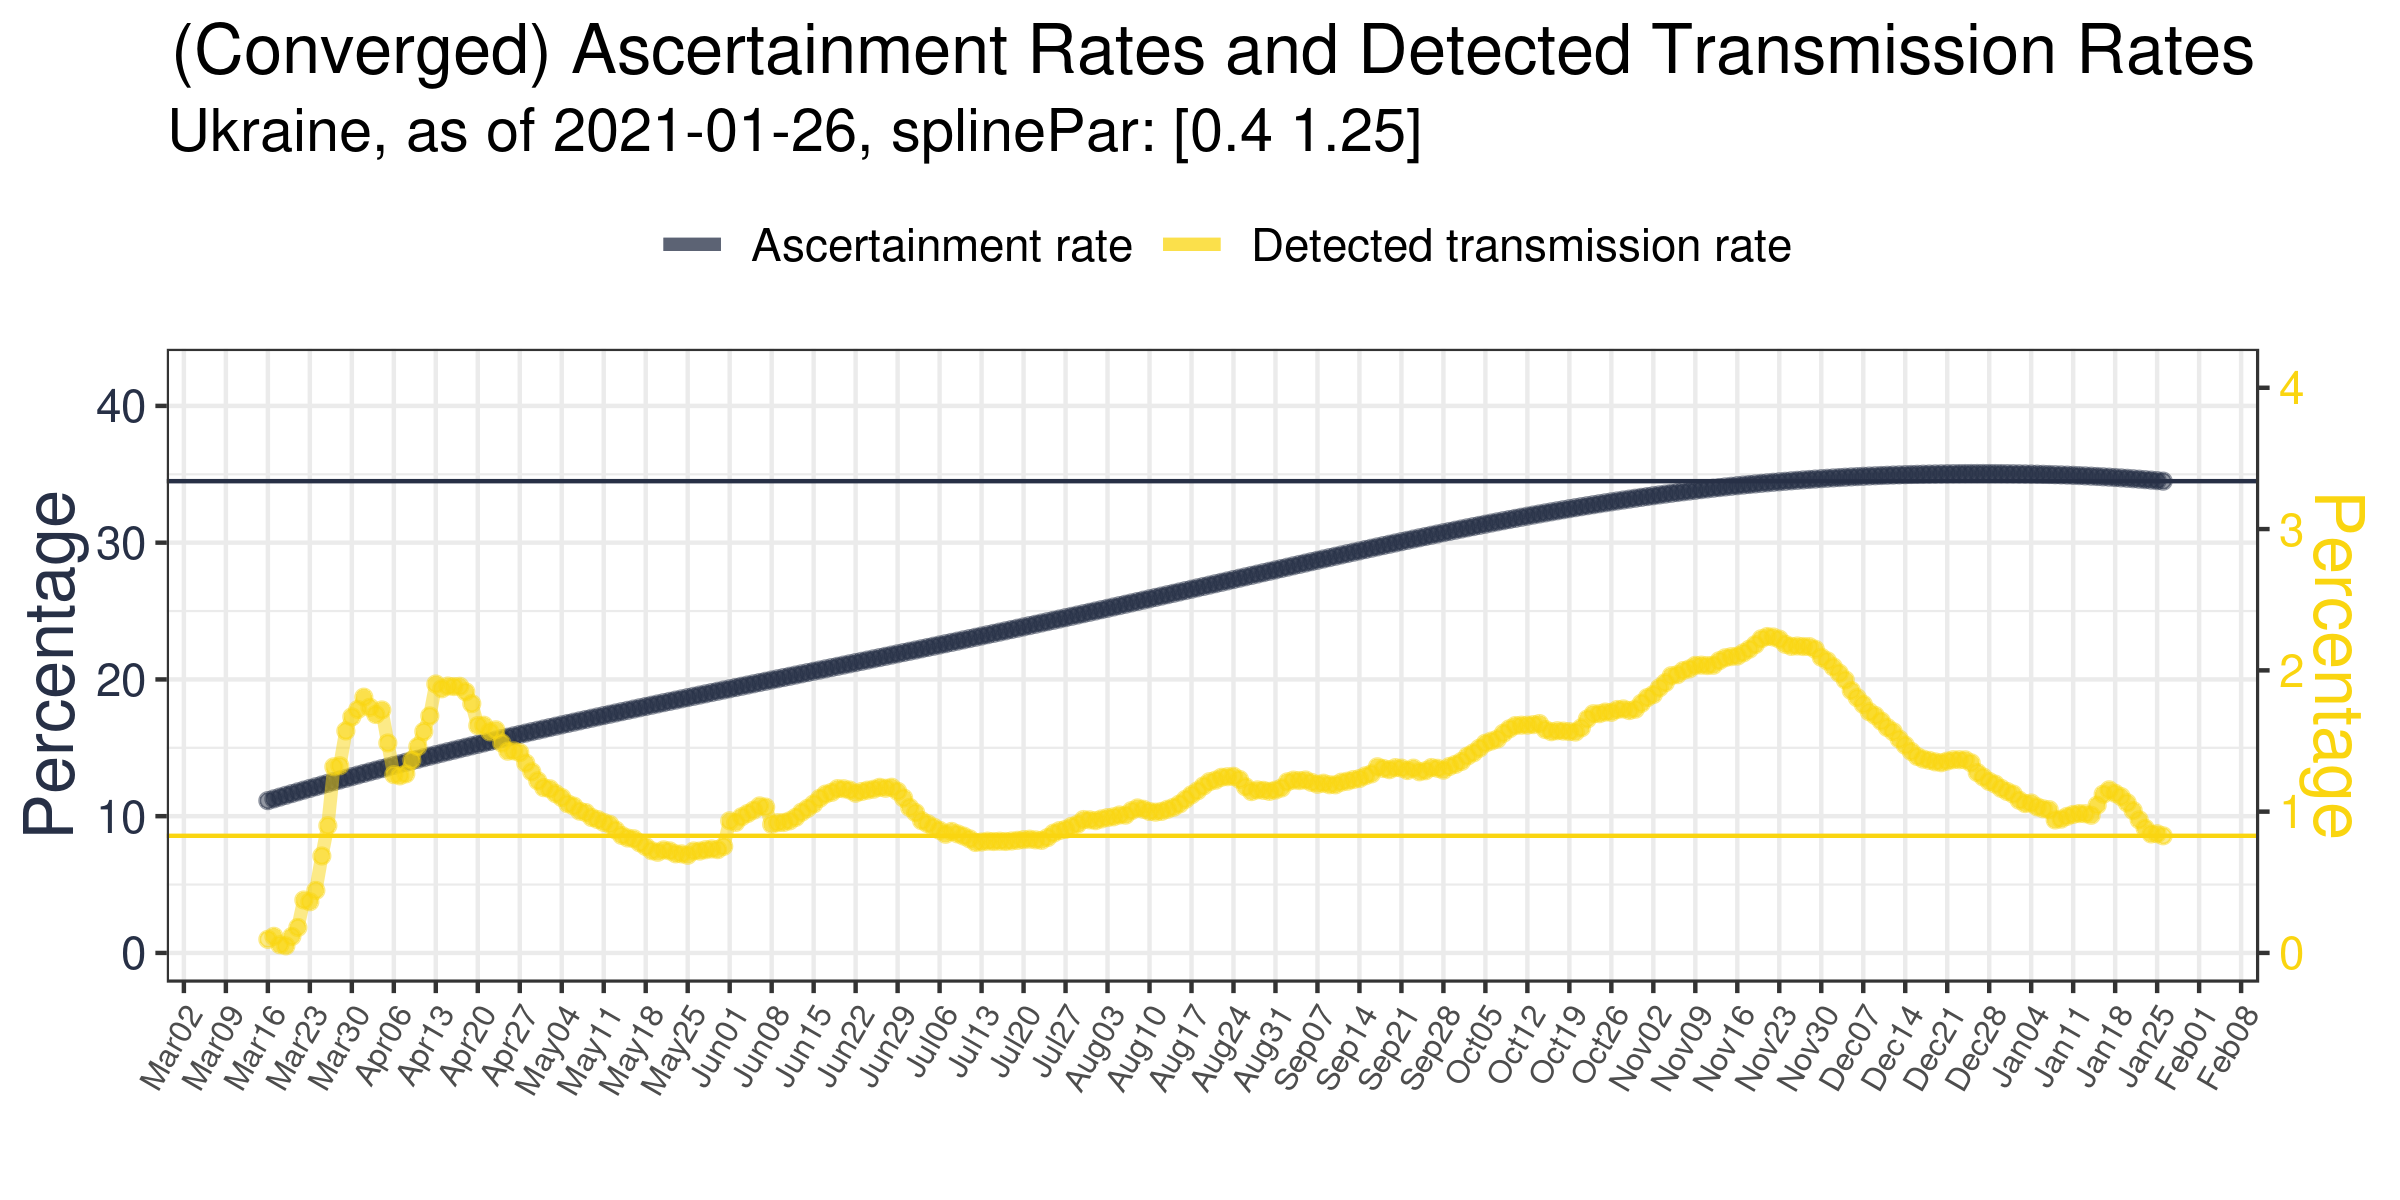 (Converged) Ascertainment Rates and Detected Transmission Rates
Ukraine, as of 2021-01-26, splinePar: [0.4 1.25]
Ascertainment rate Detected transmission rate
Percentage
40
30
20
10
0
4
3
2
1
0
Percentage
Mar02 Mar09 Mar16 Mar23 Mar30 Apr06 Apr13 Apr20 Apr27 May04 May11 May18 May25 Jun01 Jun08 Jun15 Jun22 Jun29 Jul06 Jul13 Jul20 Jul27 Aug03 Aug10 Aug17 Aug24 Aug31 Sep07 Sep14 Sep21 Sep28 Oct05 Oct12 Oct19 Oct26 Nov02 Nov09 Nov16 Nov23 Nov30 Dec07 Dec14 Dec21 Dec28 Jan04 Jan11 Jan18 Jan25 Feb01 Feb08